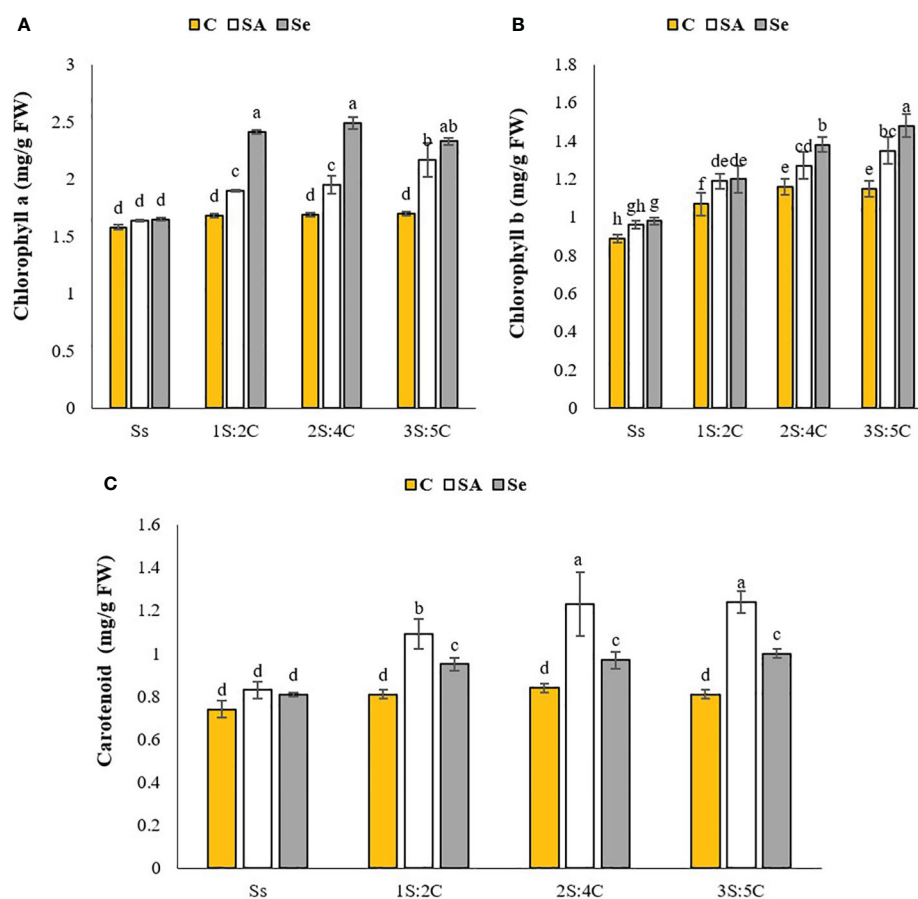 A
C SA Se
Chlorophyll a (mg/g FW)
3
2.5
2
1.5
1
0.5
0
d d d
d c a
d c a
d b ab
Ss 1S:2C 2S:4C 3S:5C
B
C SA Se
Chlorophyll b (mg/g FW)
1.8
1.6
1.4
1.2
1
0.8
0.6
0.4
0.2
0
h gh g
f de de
e cd b
e bc a
Ss 1S:2C 2S:4C 3S:5C
C
C SA Se
Carotenoid (mg/g FW)
1.6
1.4
1.2
1
0.8
0.6
0.4
0.2
0
d d d
d b c
d a c
d a c
Ss 1S:2C 2S:4C 3S:5C